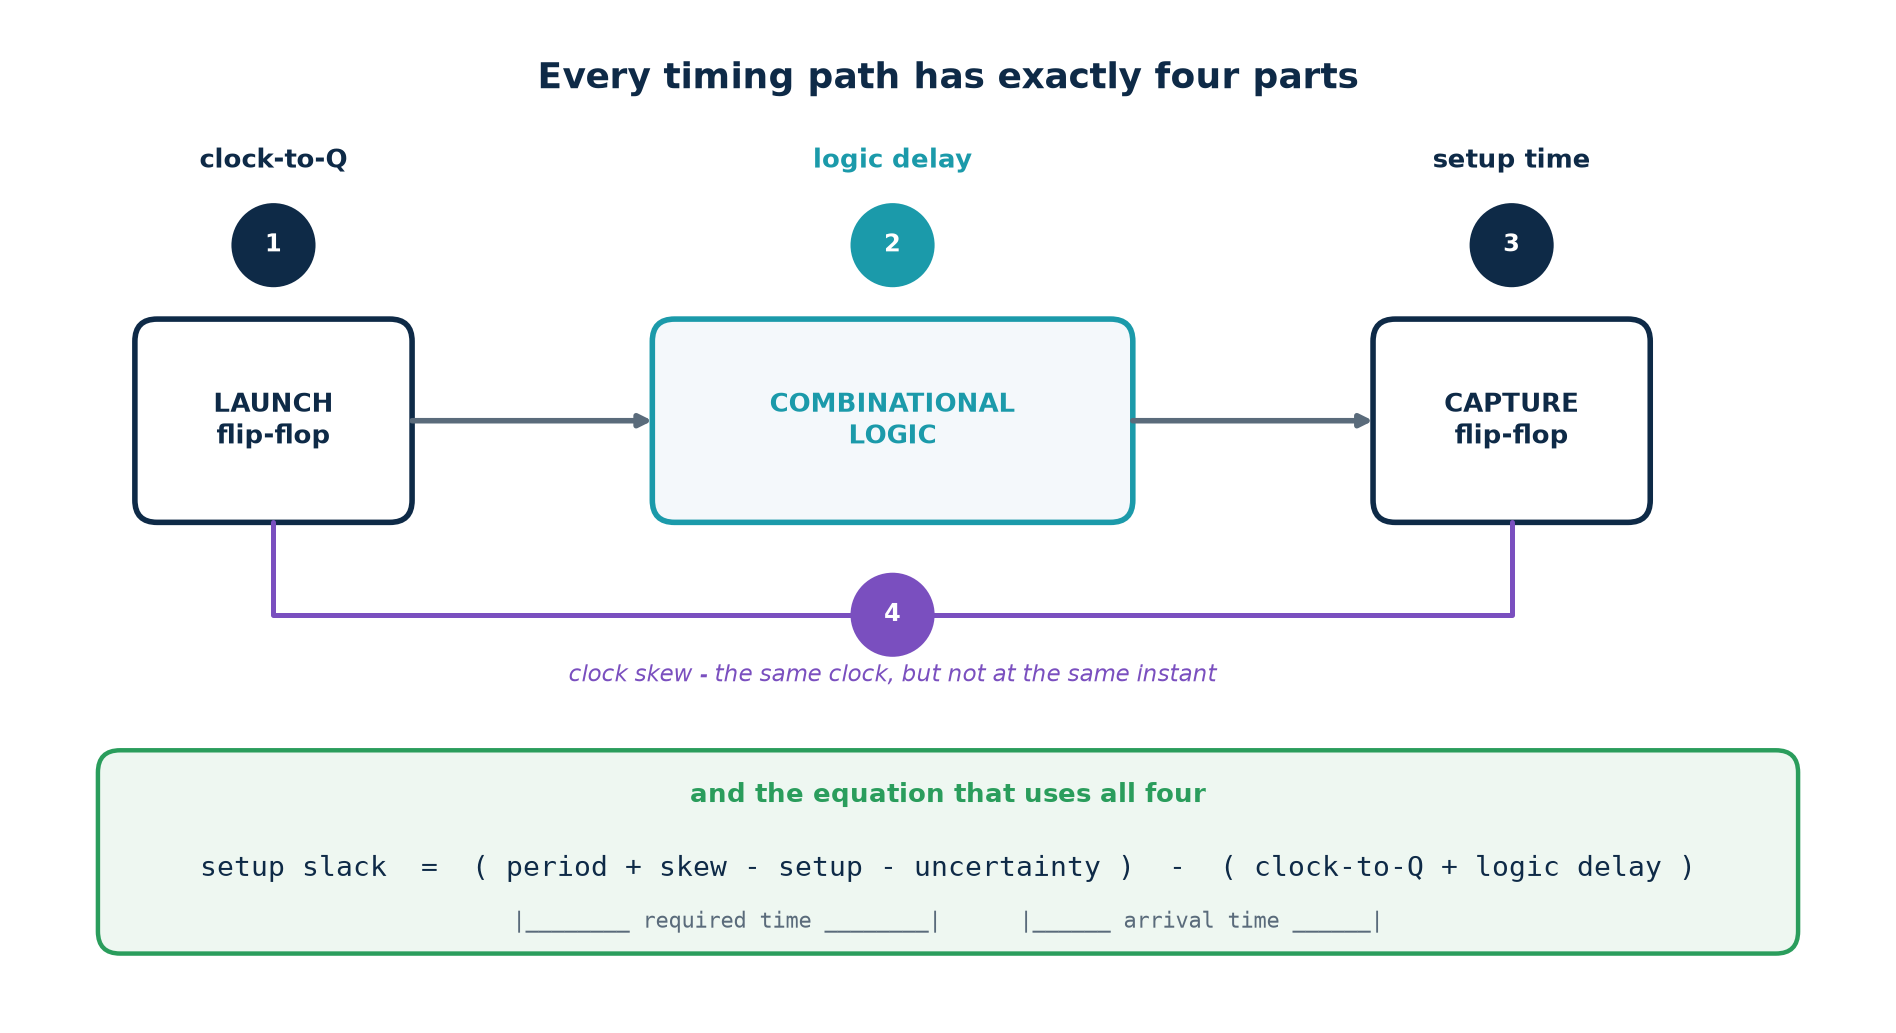 Every timing path has exactly four parts
clock-to-Q
logic delay
setup time
1
2
3
LAUNCH
flip-flop
COMBINATIONAL
LOGIC
CAPTURE
flip-flop
4
clock skew - the same clock, but not at the same instant
and the equation that uses all four
setup slack  =  ( period + skew - setup - uncertainty )  -  ( clock-to-Q + logic delay )
|________ required time ________|      |______ arrival time ______|